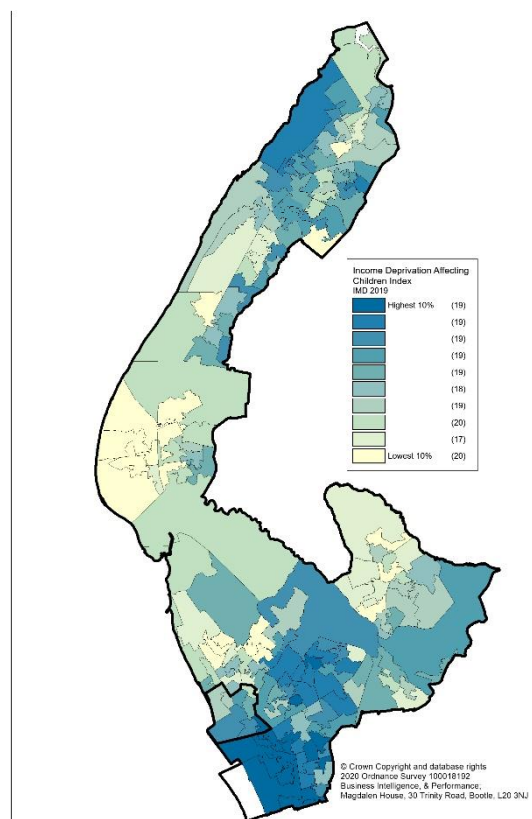 Income Deprivation Affecting
Children Index
IMD 2019
Highest 10% (19)
(19)
(19)
(19)
(19)
(18)
(19)
(20)
(17)
Lowest 10% (20)
© Crown Copyright and database rights
2020 Ordnance Survey 100018192
Business Intelligence, & Performance,
Magdalen House, 30 Trinity Road, Bootle, L20 3NJ